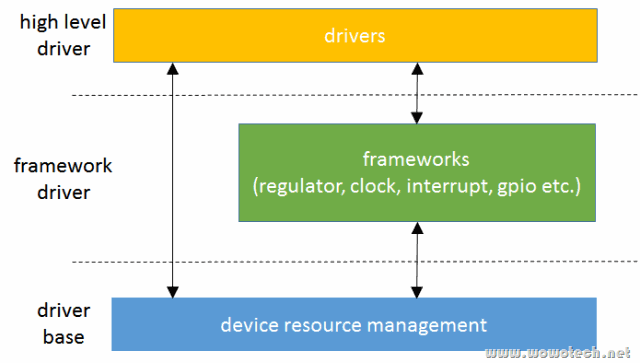 high level
driver
drivers
framework
driver
frameworks
(regulator, clock, interrupt, gpio etc.)
driver
base
device resource management
www.wowotech.net